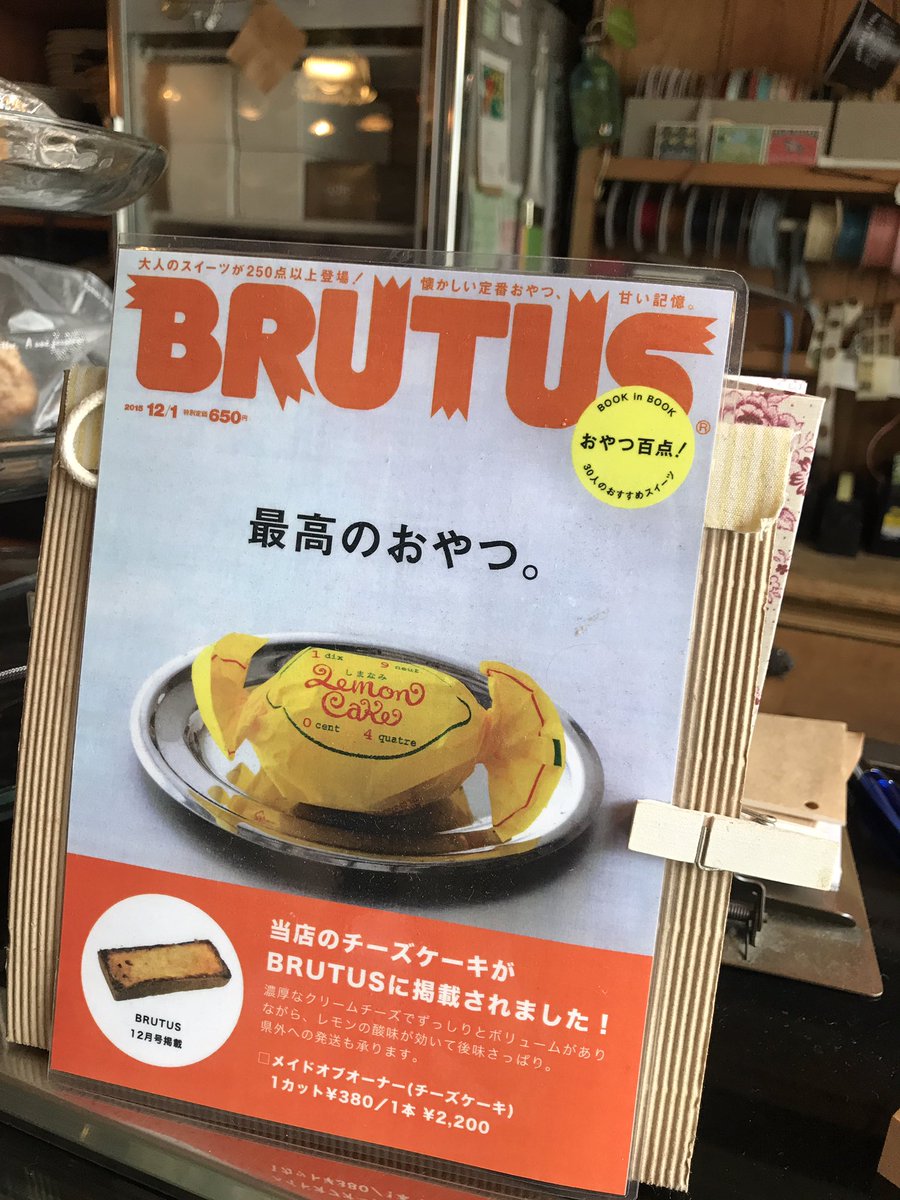 大人のスイーツが250点以上登場! 懐かしい定番おやつ、 甘い記憶。
BRUTUS®
2015 12/1 特別定価 650円
BOOK in BOOK
おやつ百点!
30人のおすすめスイーツ
最高のおやつ。
1 dix 9 neuf
しまなみ
Lemon
Cake
0 cent 4 quatre
当店のチーズケーキが
BRUTUSに掲載されました!
濃厚なクリームチーズでずっしりとボリュームがあり
ながら、レモンの酸味が効いて後味さっぱり。
県外への発送も承ります。
□メイドオブオーナー(チーズケーキ)
1カット¥380/1本 ¥2,200
BRUTUS
12月号掲載